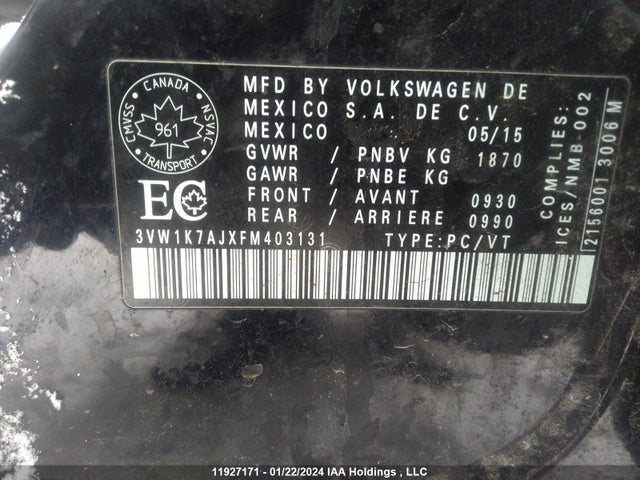 CMVSS CANADA NSVAC
961
TRANSPORT
EC
MFD BY VOLKSWAGEN DE
MEXICO S.A. DE C.V.
MEXICO 05/15
GVWR / PNBV KG 1870
GAWR / PNBE KG
FRONT / AVANT 0930
REAR / ARRIERE 0990
3VW1K7AJXFM403131 TYPE:PC/VT
COMPLIES:
ICES/NMB-002
21560013006M
11927171 - 01/22/2024 IAA Holdings , LLC